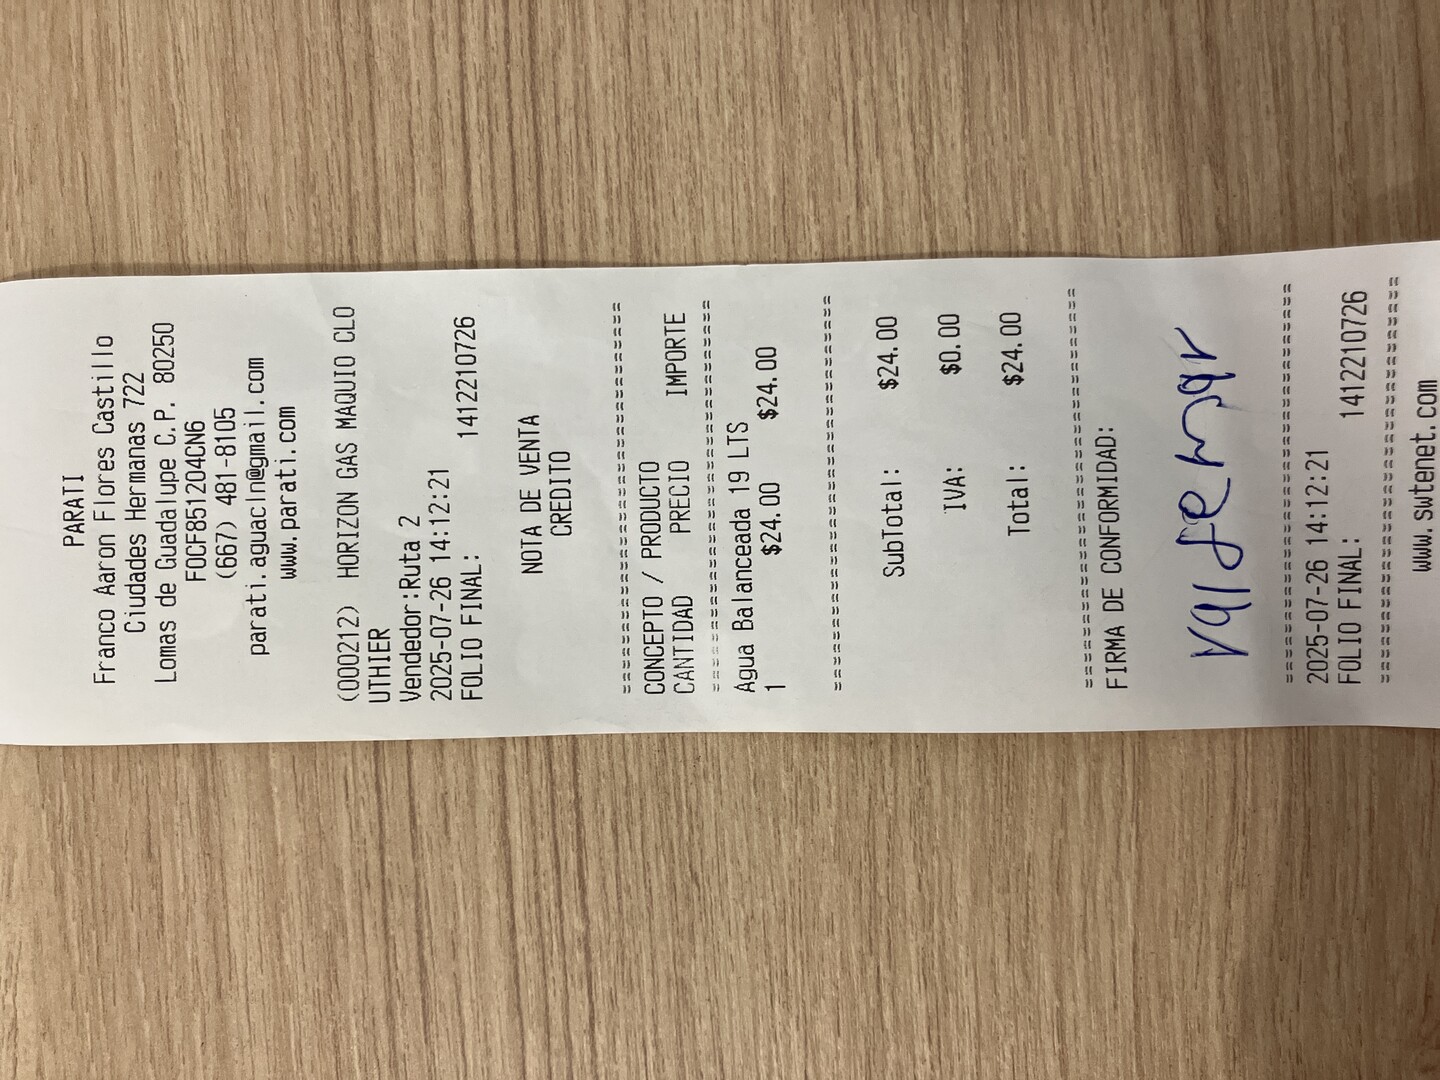 PARATI
Franco Aaron Flores Castillo
Ciudades Hermanas 722
Lomas de Guadalupe C.P. 80250
FOCF851204CN6
(667) 481-8105
parati.aguacln@gmail.com
www.parati.com
(000212) HORIZON GAS MAQUIO CLO
UTHIER
Vendedor:Ruta 2
2025-07-26 14:12:21
FOLIO FINAL: 1412210726
NOTA DE VENTA
CREDITO
===============================
CONCEPTO / PRODUCTO
CANTIDAD PRECIO IMPORTE
===============================
Agua Balanceada 19 LTS
1 $24.00 $24.00
===============================
SubTotal: $24.00
IVA: $0.00
Total: $24.00
===============================
FIRMA DE CONFORMIDAD:
Valdemar
===============================
2025-07-26 14:12:21
FOLIO FINAL: 1412210726
===============================
www.swtenet.com